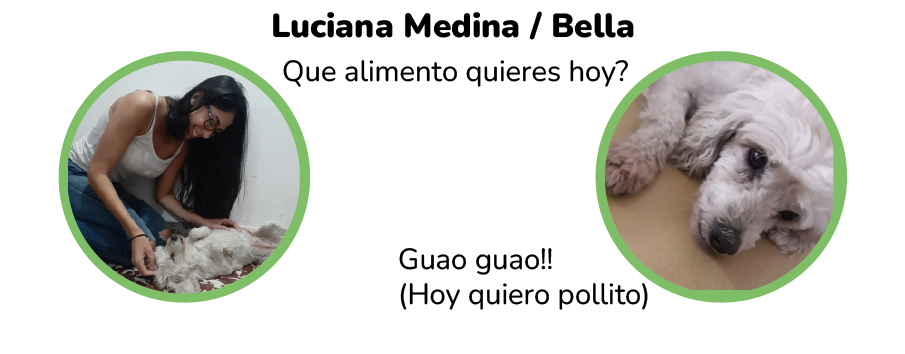 Luciana Medina / Bella
Que alimento quieres hoy?
Guao guao!!
(Hoy quiero pollito)